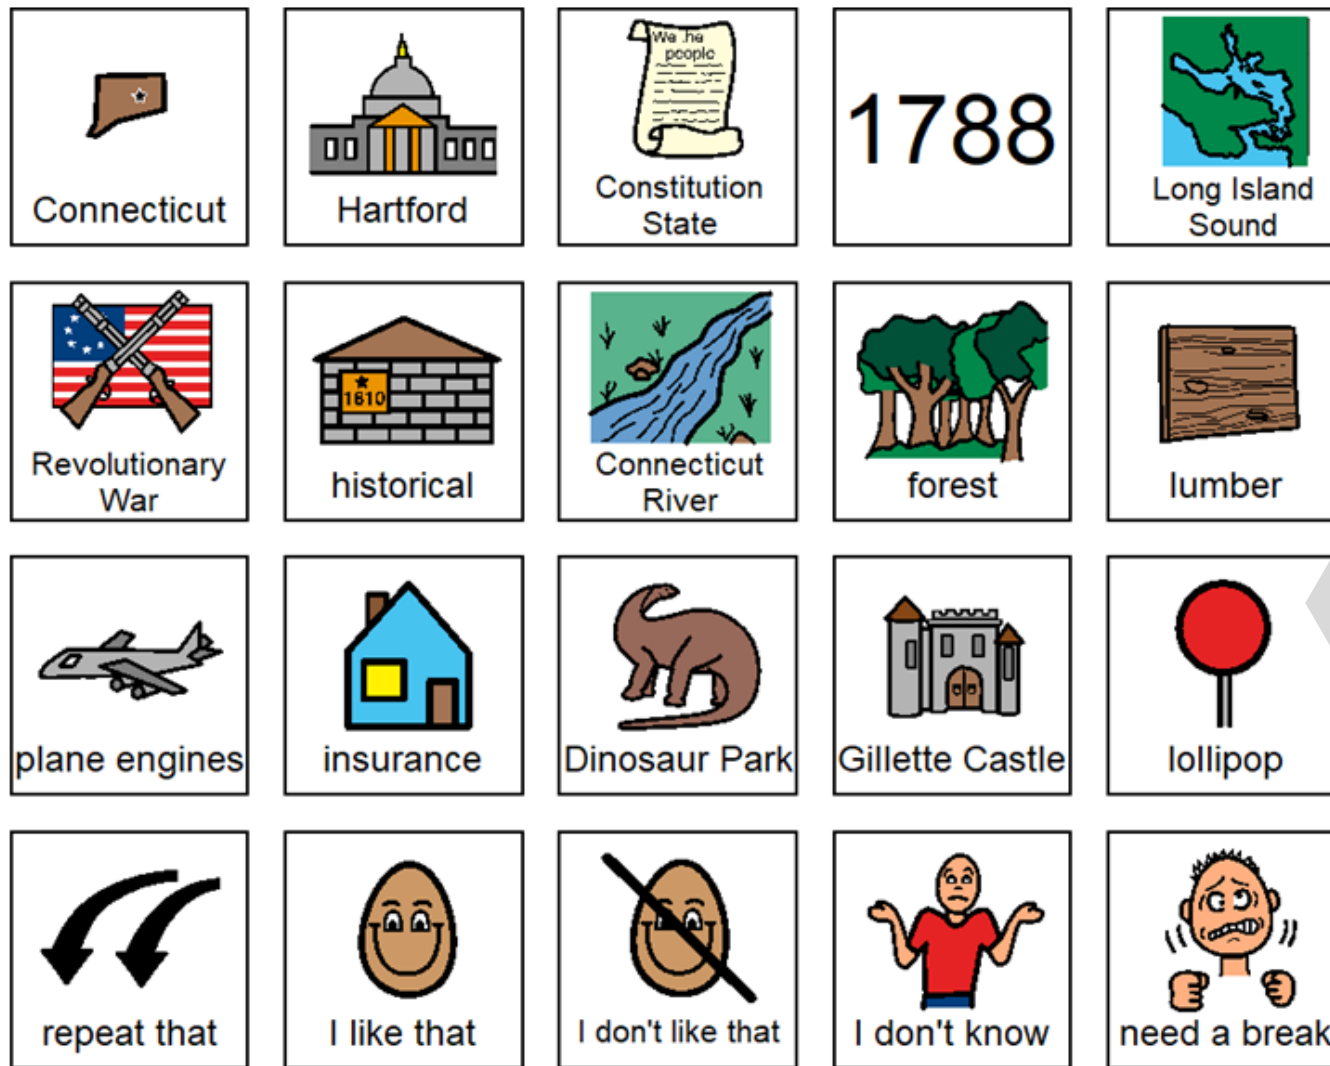 Connecticut
Hartford
We he
people
Constitution
State
1788
Long Island
Sound
Revolutionary
War
1810
historical
Connecticut
River
forest
lumber
plane engines
insurance
Dinosaur Park
Gillette Castle
lollipop
repeat that
I like that
I don't like that
I don't know
need a break